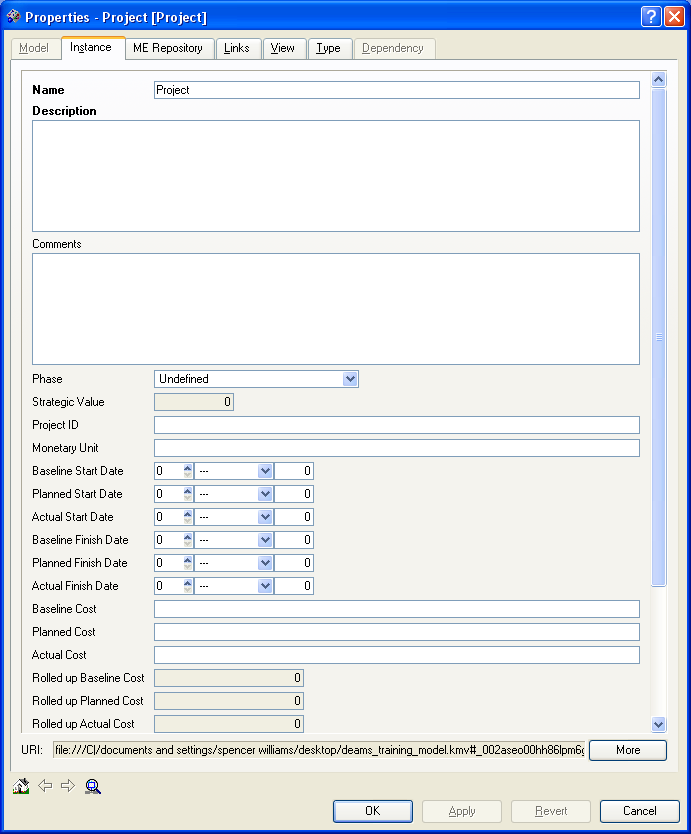 Properties - Project [Project]
Model Instance ME Repository Links View Type Dependency
Name Project
Description
Comments
Phase Undefined
Strategic Value 0
Project ID
Monetary Unit
Baseline Start Date 0 --- 0
Planned Start Date 0 --- 0
Actual Start Date 0 --- 0
Baseline Finish Date 0 --- 0
Planned Finish Date 0 --- 0
Actual Finish Date 0 --- 0
Baseline Cost
Planned Cost
Actual Cost
Rolled up Baseline Cost 0
Rolled up Planned Cost 0
Rolled up Actual Cost 0
URI: file:///C|/documents and settings/spencer williams/desktop/deams_training_model.kmv#_002aseo00hh86lpm6g More
OK Apply Revert Cancel